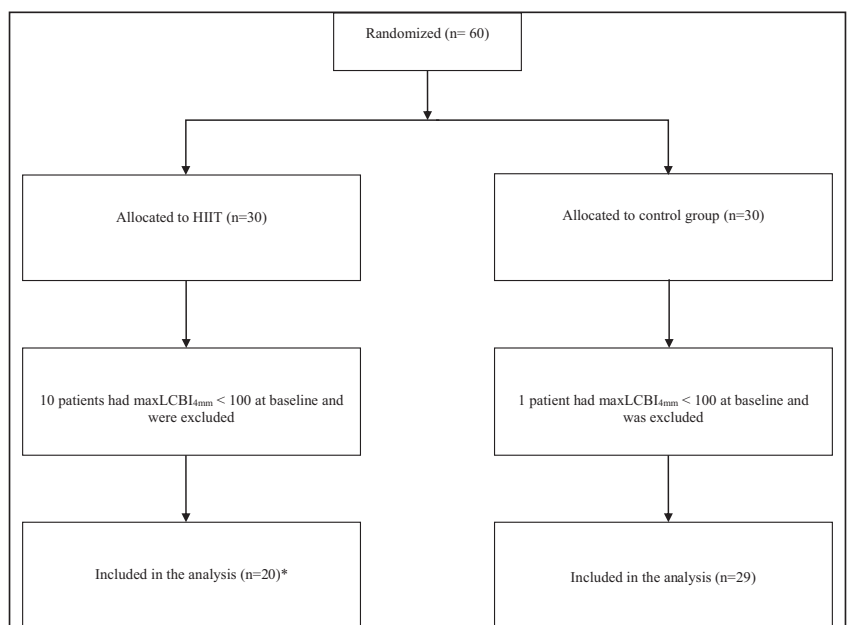 Randomized (n= 60)
Allocated to HIIT (n=30)
Allocated to control group (n=30)
10 patients had maxLCBI4mm < 100 at baseline and
were excluded
1 patient had maxLCBI4mm < 100 at baseline and
was excluded
Included in the analysis (n=20)*
Included in the analysis (n=29)